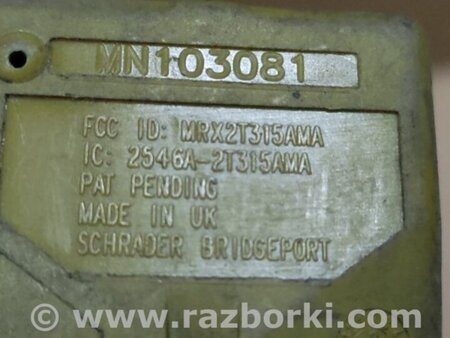 MN103081
FCC ID: MRX2T315AMA
IC: 2546A-2T315AMA
PAT PENDING
MADE IN UK
SCHRADER BRIDGEPORT
© www.razborki.com